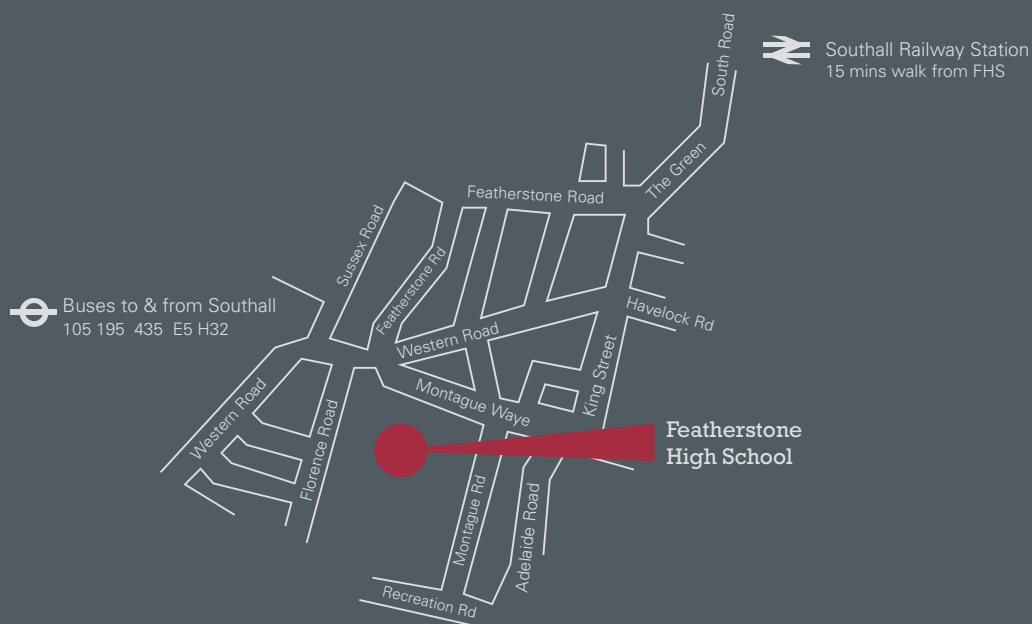 South Road
Southall Railway Station
15 mins walk from FHS
The Green
Featherstone Road
Sussex Road
Featherstone Rd
Buses to & from Southall
105 195 435 E5 H32
Havelock Rd
Western Road
King Street
Montague Waye
Western Road
Florence Road
Featherstone
High School
Montague Rd
Adelaide Road
Recreation Rd